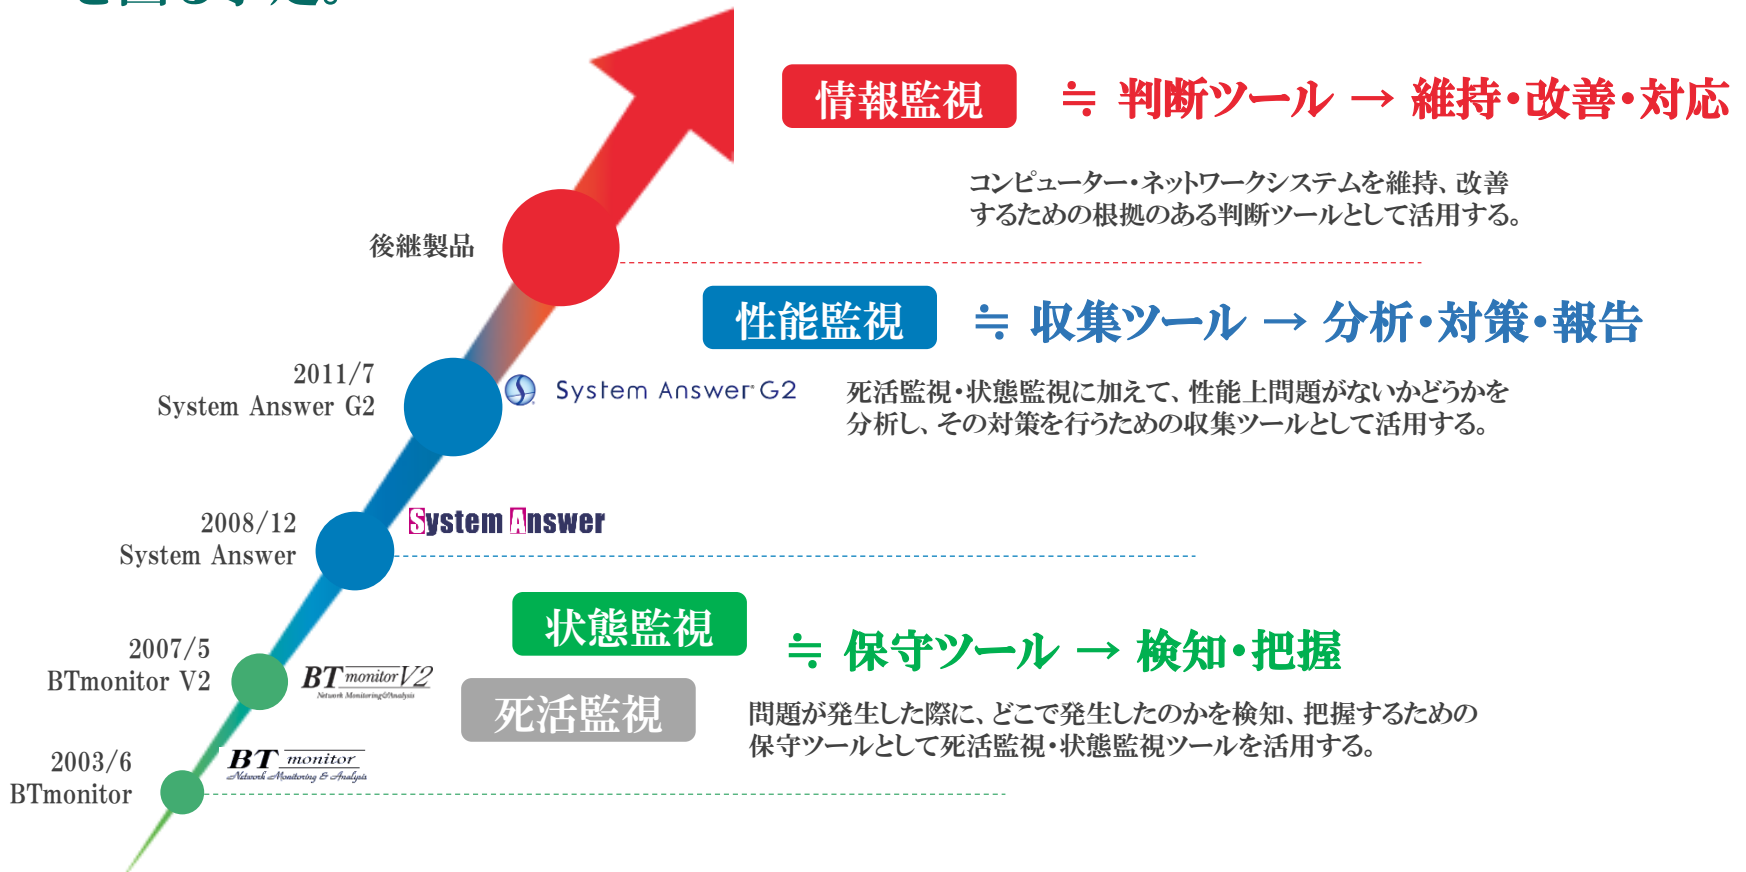 情報監視 ≒ 判断ツール → 維持・改善・対応
コンピューター・ネットワークシステムを維持、改善
するための根拠のある判断ツールとして活用する。
後継製品
性能監視 ≒ 収集ツール → 分析・対策・報告
2011/7
System Answer G2
System Answer G2
死活監視・状態監視に加えて、性能上問題がないかどうかを
分析し、その対策を行うための収集ツールとして活用する。
2008/12
System Answer
System Answer
状態監視
死活監視
≒ 保守ツール → 検知・把握
2007/5
BTmonitor V2
BT monitor V2
Network Monitoring&Analysis
問題が発生した際に、どこで発生したのかを検知、把握するための
保守ツールとして死活監視・状態監視ツールを活用する。
2003/6
BTmonitor
BT monitor
Network Monitoring & Analysis